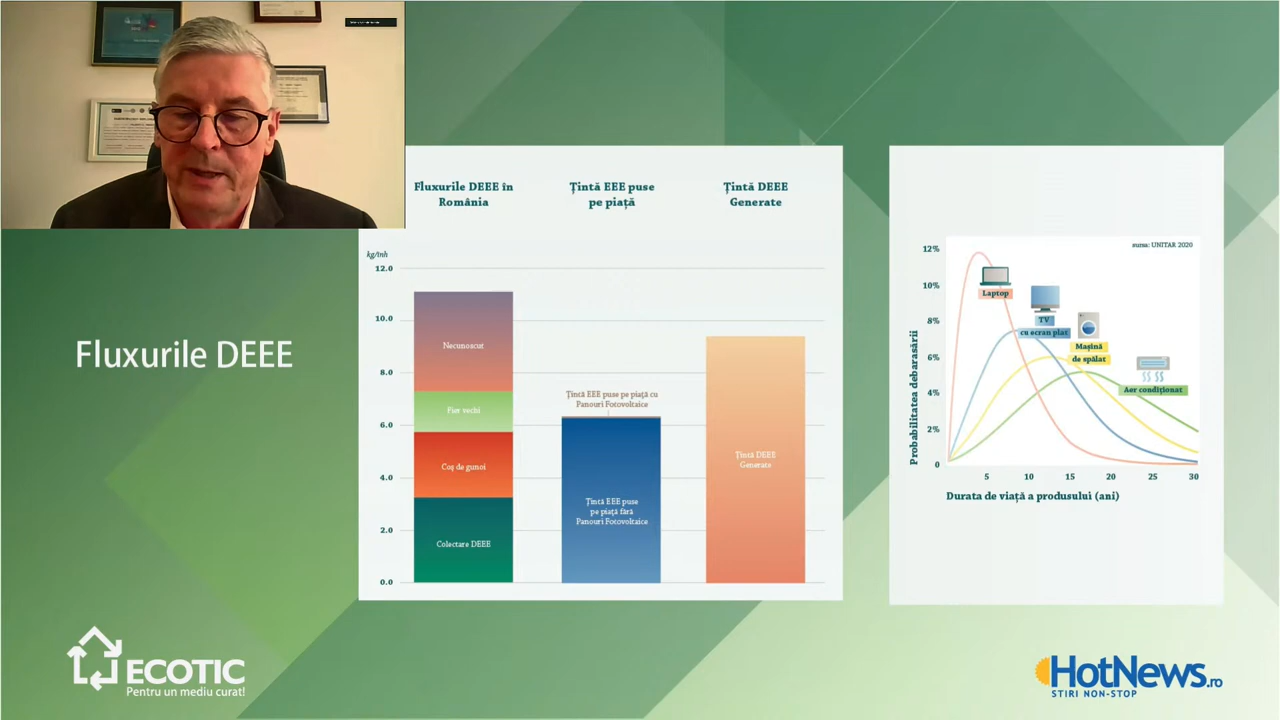 Fluxurile DEEE
Fluxurile DEEE în
România
Țintă EEE puse
pe piață
Țintă DEEE
Generate
kg/înh
12.0
10.0
8.0
6.0
4.0
2.0
0.0
Necunoscut
Fier vechi
Coș de gunoi
Colectare DEEE
Țintă EEE puse pe piață cu
Panouri Fotovoltaice
Țintă EEE puse
pe piață fără
Panouri Fotovoltaice
Țintă DEEE
Generate
sursa: UNITAR 2020
Probabilitatea debarasării
12%
10%
8%
6%
4%
2%
0
Laptop
TV
cu ecran plat
Mașină
de spălat
Aer condiționat
5 10 15 20 25 30
Durata de viață a produsului (ani)
ECOTIC
Pentru un mediu curat!
HotNews.ro
STIRI NON-STOP